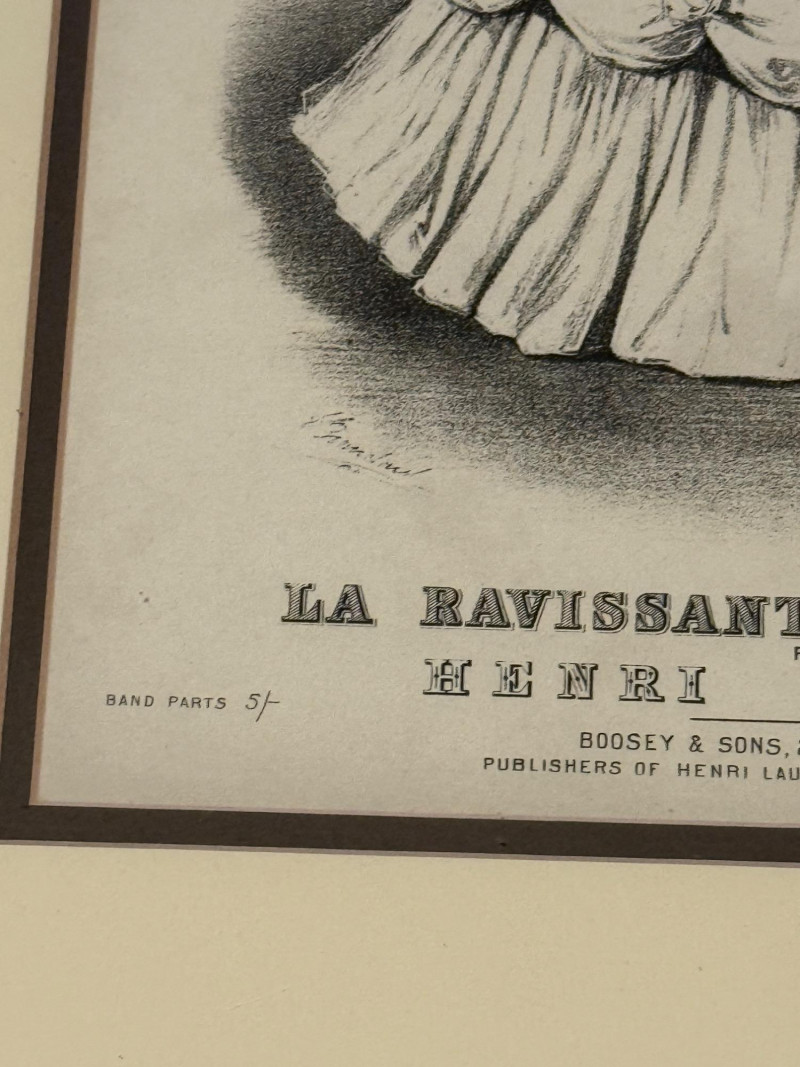 LA RAVISSANT
HENRI
BAND PARTS 5/-
BOOSEY & SONS,
PUBLISHERS OF HENRI LAU